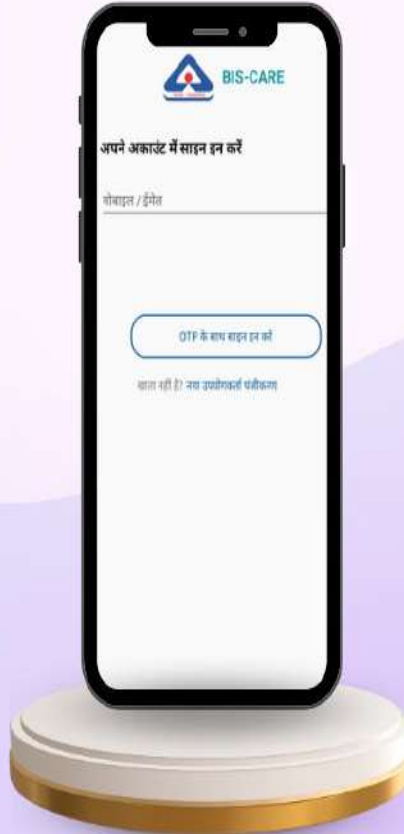 BIS-CARE
अपने अकाउंट में साइन इन करें
मोबाइल / ईमेल
OTP के साथ साइन इन करें
खाता नहीं है? नया उपयोगकर्ता पंजीकरण